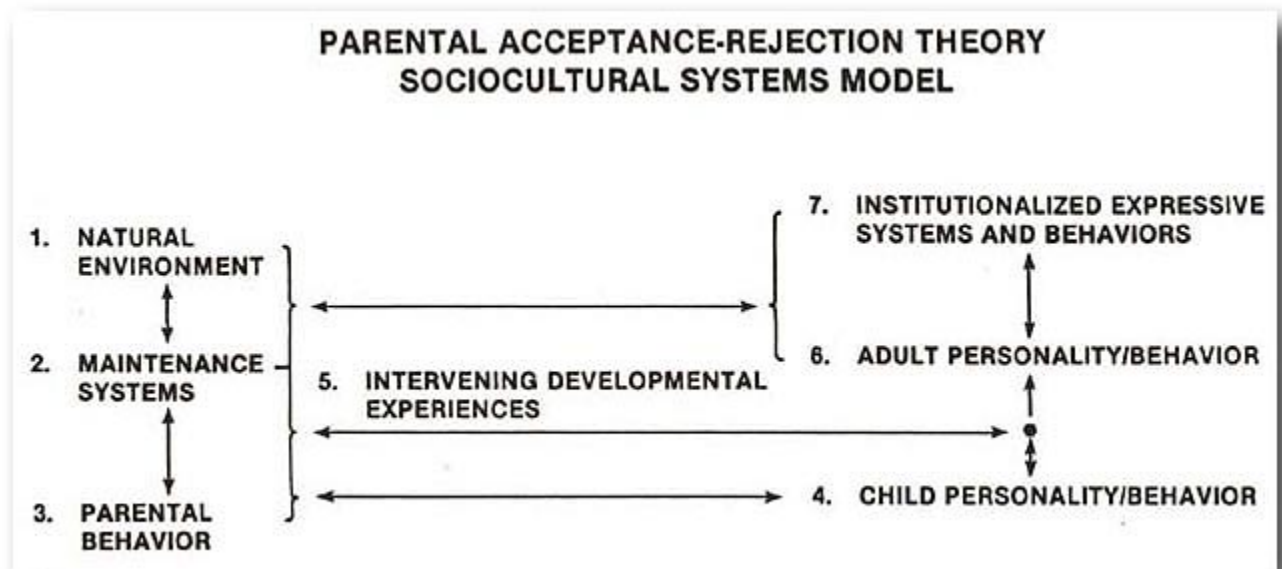 PARENTAL ACCEPTANCE-REJECTION THEORY
SOCIOCULTURAL SYSTEMS MODEL
1. NATURAL
ENVIRONMENT
2. MAINTENANCE
SYSTEMS
3. PARENTAL
BEHAVIOR
5. INTERVENING DEVELOPMENTAL
EXPERIENCES
7. INSTITUTIONALIZED EXPRESSIVE
SYSTEMS AND BEHAVIORS
6. ADULT PERSONALITY/BEHAVIOR
4. CHILD PERSONALITY/BEHAVIOR